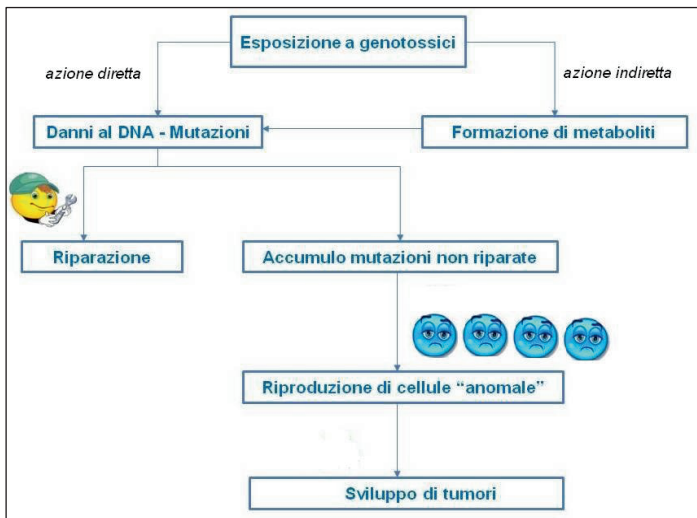 Esposizione a genotossici
azione diretta
azione indiretta
Danni al DNA - Mutazioni
Formazione di metaboliti
Riparazione
Accumulo mutazioni non riparate
Riproduzione di cellule “anomale”
Sviluppo di tumori